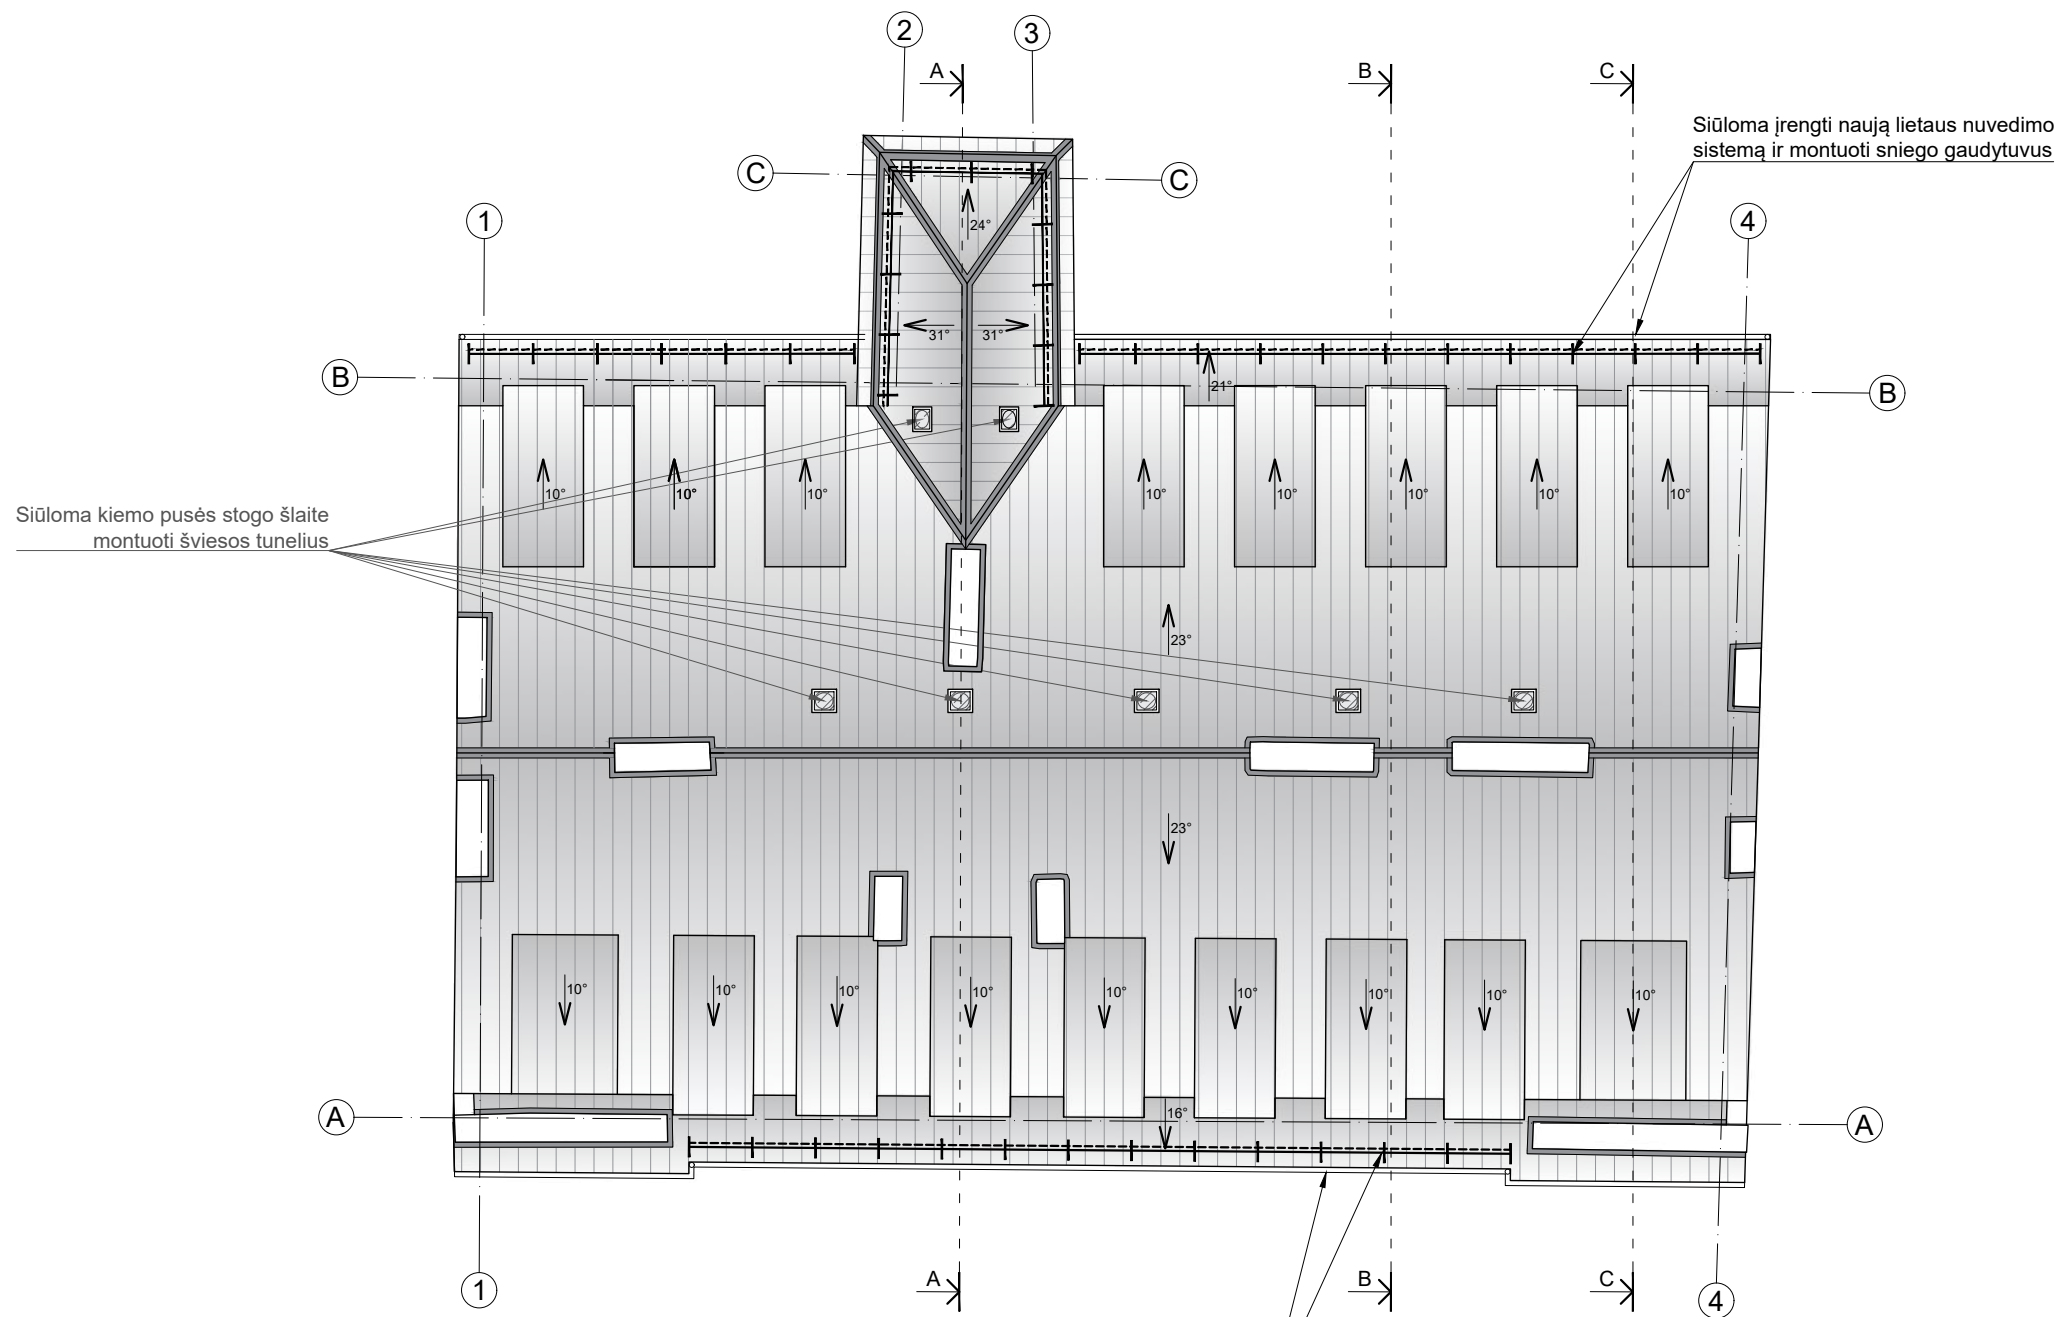 2
3
A
B
C
Siūloma įrengti naują lietaus nuvedimo
sistemą ir montuoti sniego gaudytuvus
C
C
1
4
24°
31°
31°
B
21°
B
10°
10°
10°
10°
10°
10°
10°
10°
Siūloma kiemo pusės stogo šlaite
montuoti šviesos tunelius
23°
23°
10°
10°
10°
10°
10°
10°
10°
10°
10°
A
16°
A
1
A
B
C
4